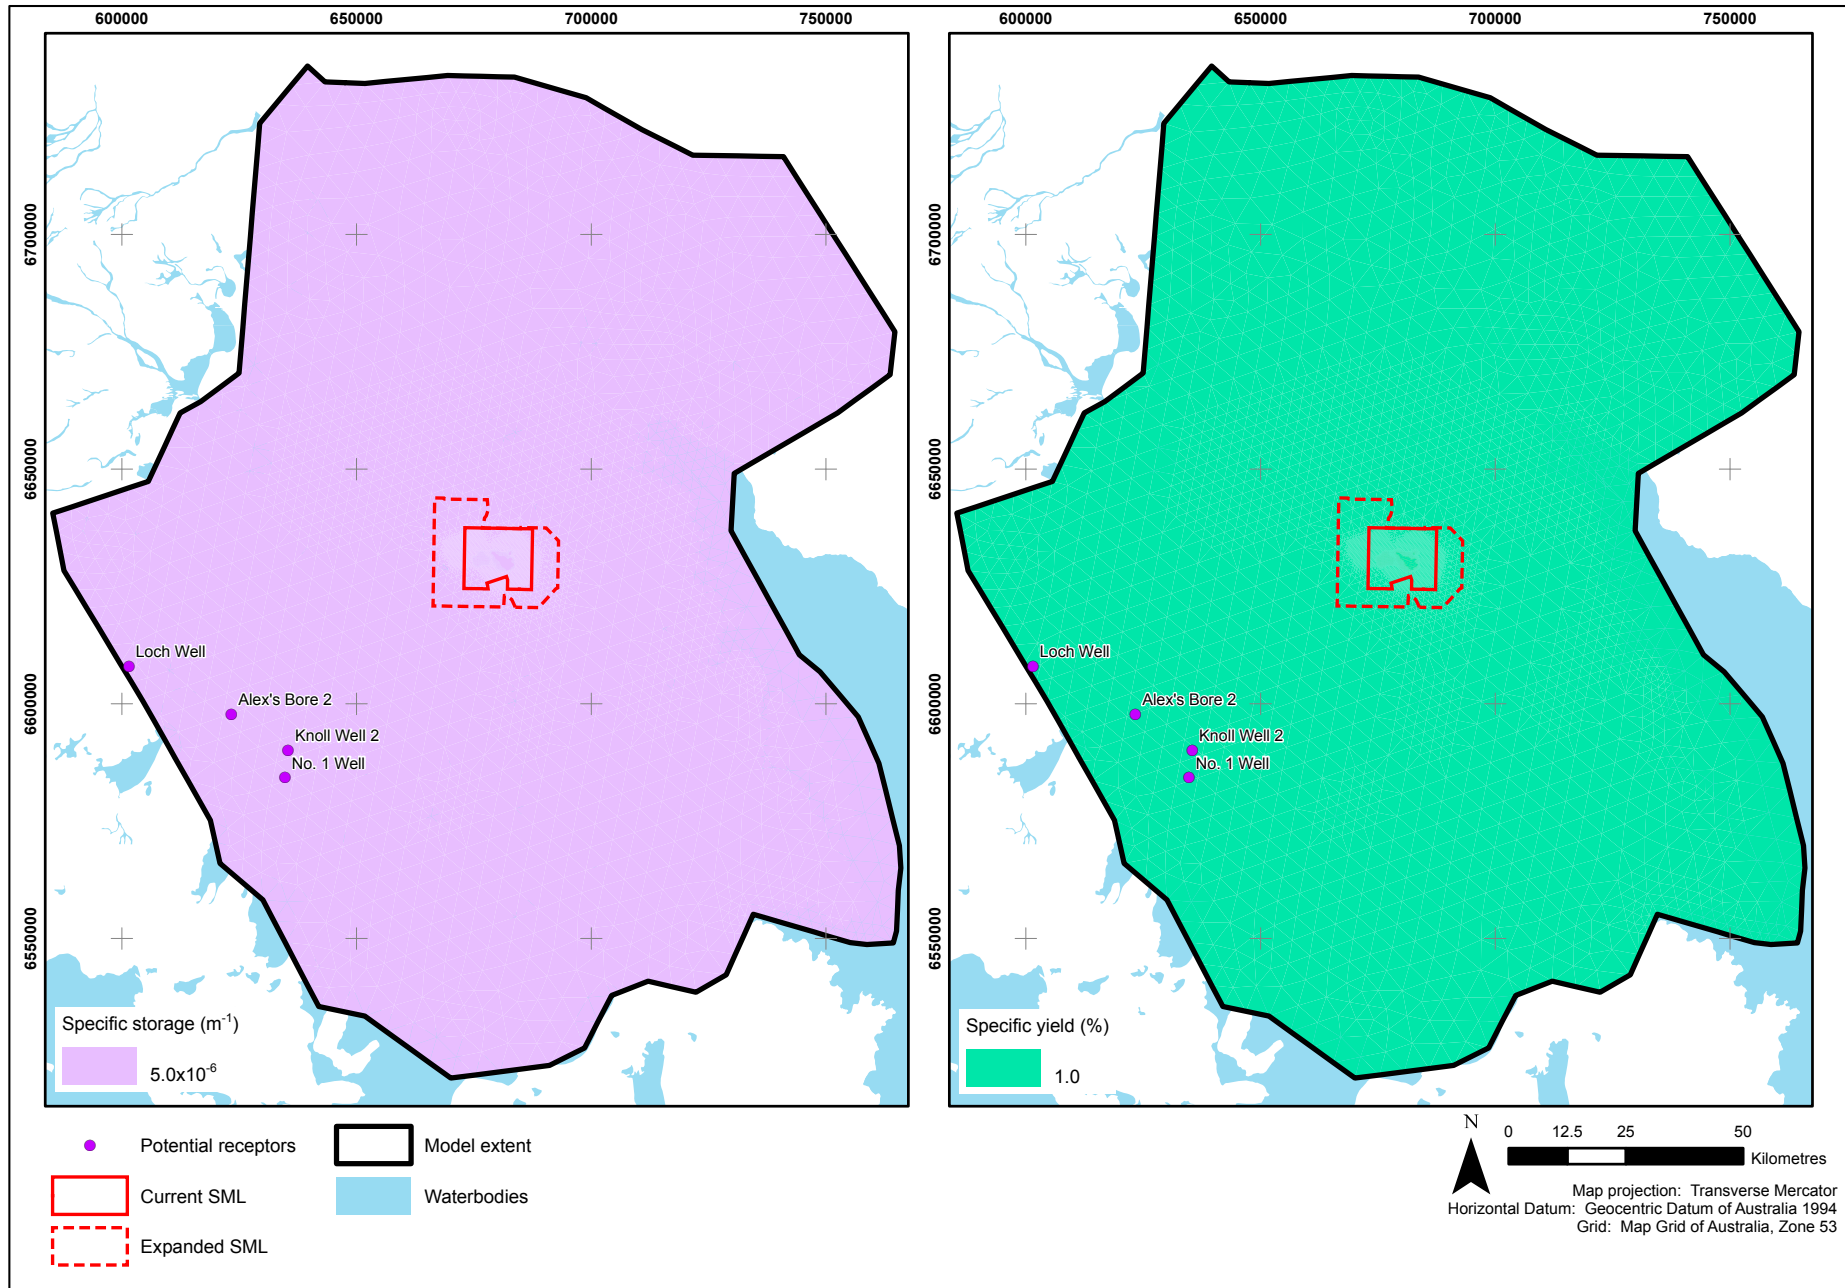 600000 650000 700000 750000
600000 650000 700000 750000
6700000
6650000
6600000
6550000
6700000
6650000
6600000
6550000
Loch Well
Alex's Bore 2
Knoll Well 2
No. 1 Well
Specific storage (m⁻¹)
5.0x10⁻⁶
Loch Well
Alex's Bore 2
Knoll Well 2
No. 1 Well
Specific yield (%)
1.0
Potential receptors
Model extent
Current SML
Waterbodies
Expanded SML
N
0 12.5 25 50
Kilometres
Map projection: Transverse Mercator
Horizontal Datum: Geocentric Datum of Australia 1994
Grid: Map Grid of Australia, Zone 53